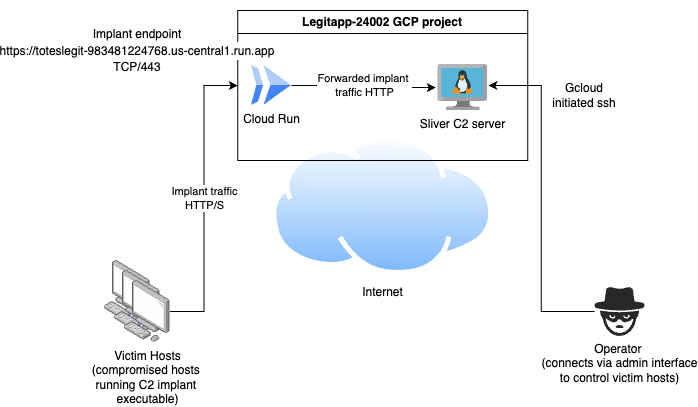 Implant endpoint
https://toteslegit-983481224768.us-central1.run.app
TCP/443
Legitapp-24002 GCP project
Forwarded implant
traffic HTTP
Cloud Run
Sliver C2 server
Gcloud
initiated ssh
Implant traffic
HTTP/S
Internet
Victim Hosts
(compromised hosts
running C2 implant
executable)
Operator
(connects via admin interface
to control victim hosts)